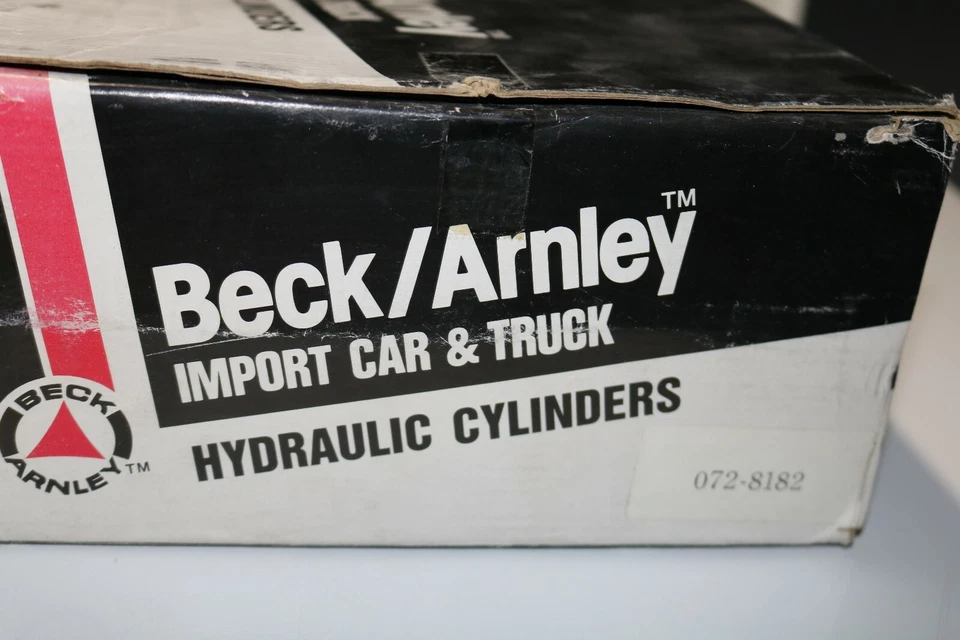 Beck/Arnley™
IMPORT CAR & TRUCK
HYDRAULIC CYLINDERS
BECK
ARNLEY™
072-8182